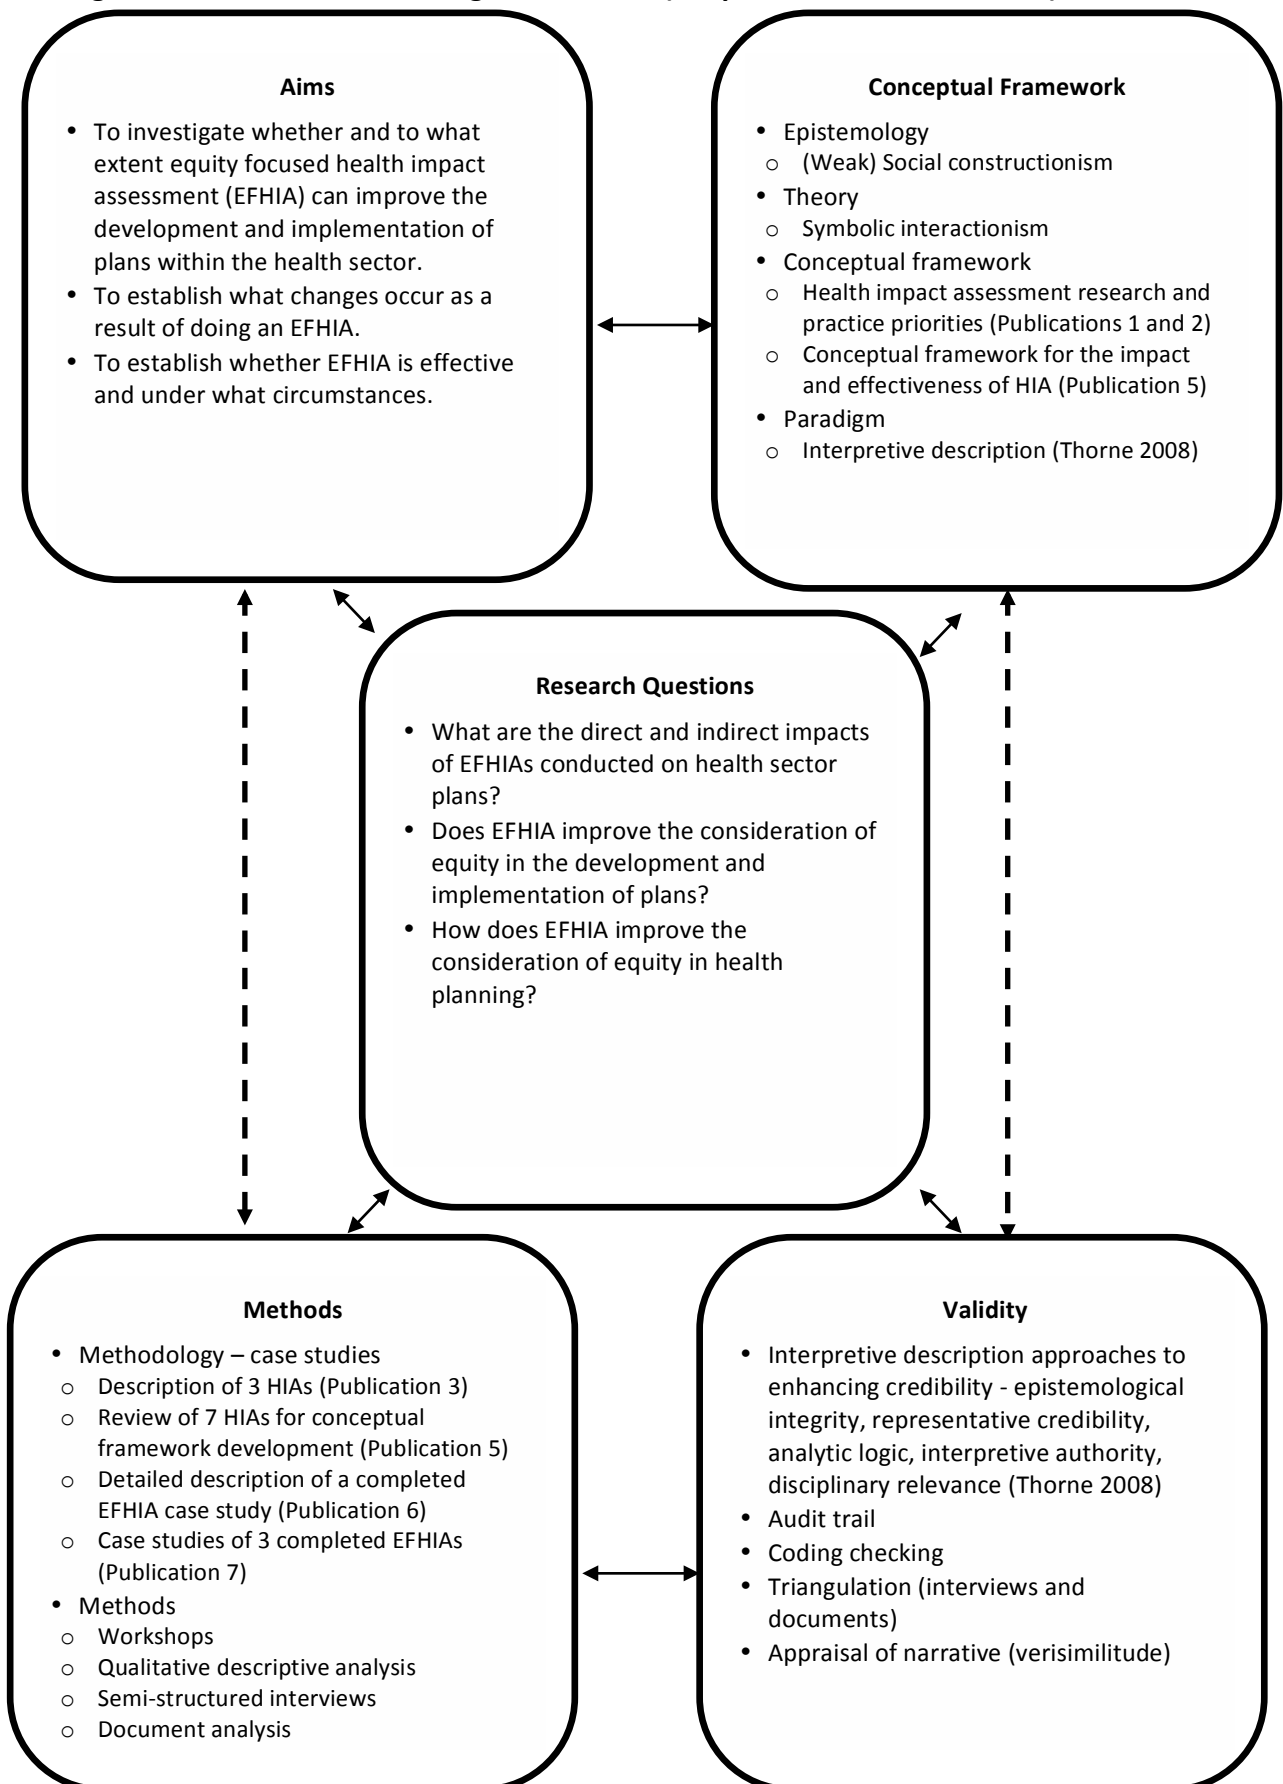 Aims
• To investigate whether and to what
extent equity focused health impact
assessment (EFHIA) can improve the
development and implementation of
plans within the health sector.
• To establish what changes occur as a
result of doing an EFHIA.
• To establish whether EFHIA is effective
and under what circumstances.
Conceptual Framework
• Epistemology
o (Weak) Social constructionism
• Theory
o Symbolic interactionism
• Conceptual framework
o Health impact assessment research and
practice priorities (Publications 1 and 2)
o Conceptual framework for the impact
and effectiveness of HIA (Publication 5)
• Paradigm
o Interpretive description (Thorne 2008)
Research Questions
• What are the direct and indirect impacts
of EFHIAs conducted on health sector
plans?
• Does EFHIA improve the consideration of
equity in the development and
implementation of plans?
• How does EFHIA improve the
consideration of equity in health
planning?
Methods
• Methodology – case studies
o Description of 3 HIAs (Publication 3)
o Review of 7 HIAs for conceptual
framework development (Publication 5)
o Detailed description of a completed
EFHIA case study (Publication 6)
o Case studies of 3 completed EFHIAs
(Publication 7)
• Methods
o Workshops
o Qualitative descriptive analysis
o Semi-structured interviews
o Document analysis
Validity
• Interpretive description approaches to
enhancing credibility - epistemological
integrity, representative credibility,
analytic logic, interpretive authority,
disciplinary relevance (Thorne 2008)
• Audit trail
• Coding checking
• Triangulation (interviews and
documents)
• Appraisal of narrative (verisimilitude)